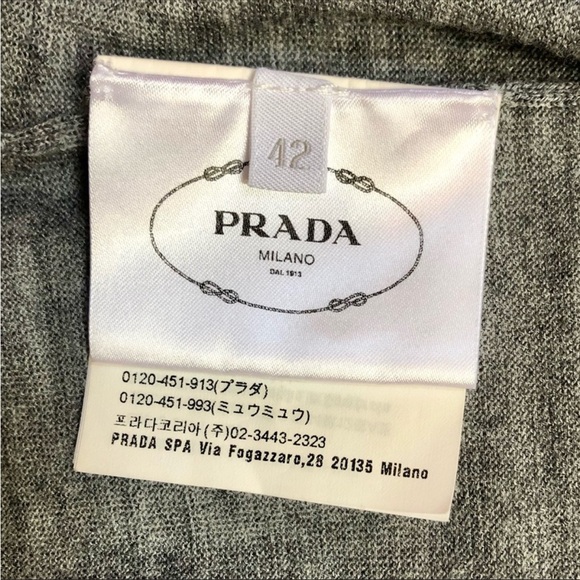 42
PRADA
MILANO
DAL 1913
0120-451-913(プラダ)
0120-451-993(ミュウミュウ)
프라다코리아(주)02-3443-2323
PRADA SPA Via Fogazzaro,28 20135 Milano